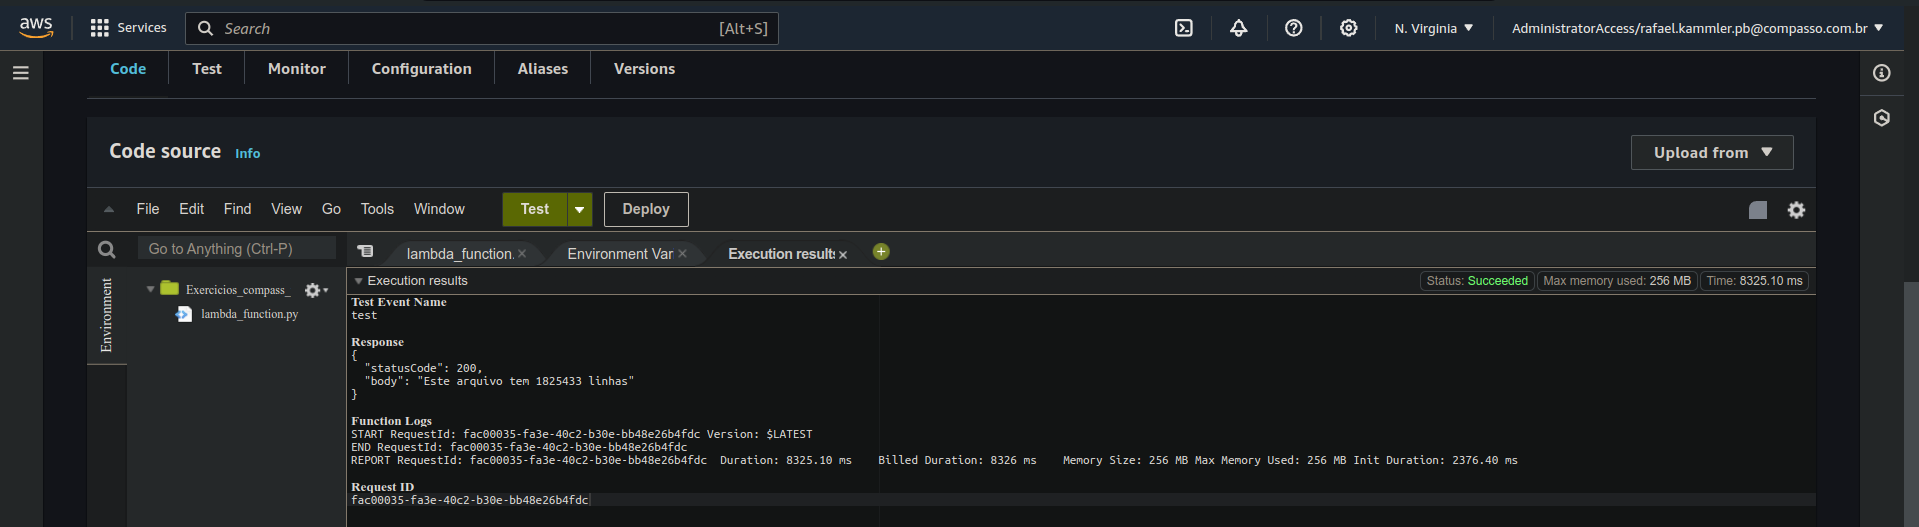 aws Services Search [Alt+S] N. Virginia AdministratorAccess/rafael.kammler.pb@compasso.com.br
Code Test Monitor Configuration Aliases Versions
Code source Info Upload from
File Edit Find View Go Tools Window Test Deploy
Go to Anything (Ctrl-P) lambda_function. Environment Var Execution results
Environment
Exercicios_compass_
lambda_function.py
Execution results Status: Succeeded Max memory used: 256 MB Time: 8325.10 ms
Test Event Name
test
Response
{
"statusCode": 200,
"body": "Este arquivo tem 1825433 linhas"
}
Function Logs
START RequestId: fac00035-fa3e-40c2-b30e-bb48e26b4fdc Version: $LATEST
END RequestId: fac00035-fa3e-40c2-b30e-bb48e26b4fdc
REPORT RequestId: fac00035-fa3e-40c2-b30e-bb48e26b4fdc Duration: 8325.10 ms Billed Duration: 8326 ms Memory Size: 256 MB Max Memory Used: 256 MB Init Duration: 2376.40 ms
Request ID
fac00035-fa3e-40c2-b30e-bb48e26b4fdc